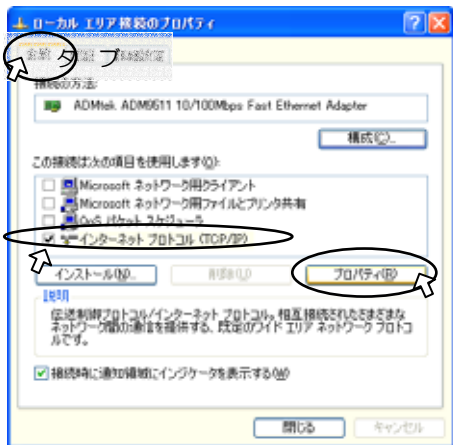 ローカル エリア接続のプロパティ
全般 タブ
接続の方法:
ADMtek ADM9511 10/100Mbps Fast Ethernet Adapter
構成(C)...
この接続は次の項目を使用します(O):
Microsoft ネットワーク用クライアント
Microsoft ネットワーク用ファイルとプリンタ共有
QoS パケット スケジューラ
インターネット プロトコル (TCP/IP)
インストール(N)...
削除(U)
プロパティ(R)
説明
伝送制御プロトコル/インターネット プロトコル。相互接続されたさまざまな
ネットワーク間の通信を提供する、既定のワイド エリア ネットワーク プロトコ
ルです。
接続時に通知領域にインジケータを表示する(W)
閉じる
キャンセル